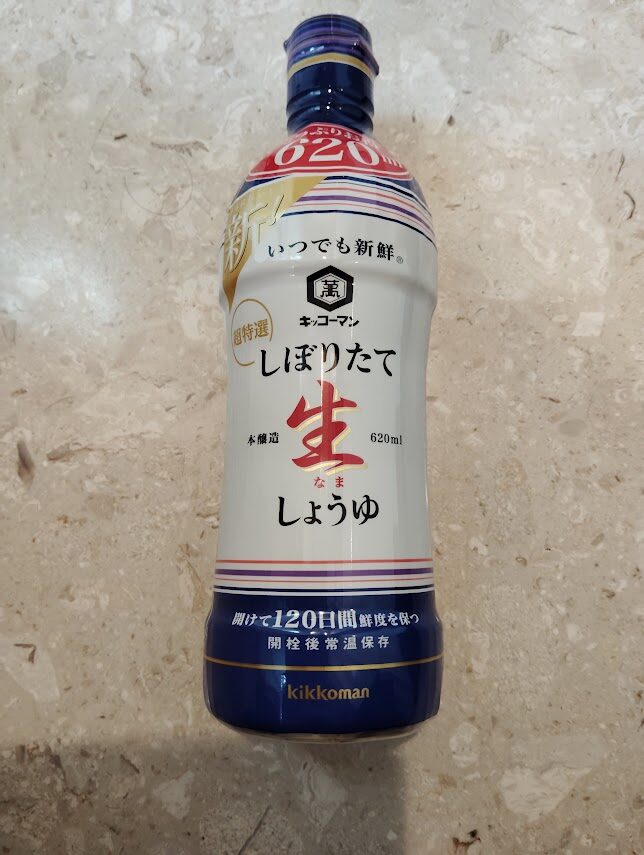 620ml
新!
いつでも新鮮®
萬
キッコーマン
超特選
しぼりたて
生
本醸造
620ml
なま
しょうゆ
開けて120日間鮮度を保つ
開栓後常温保存
kikkoman